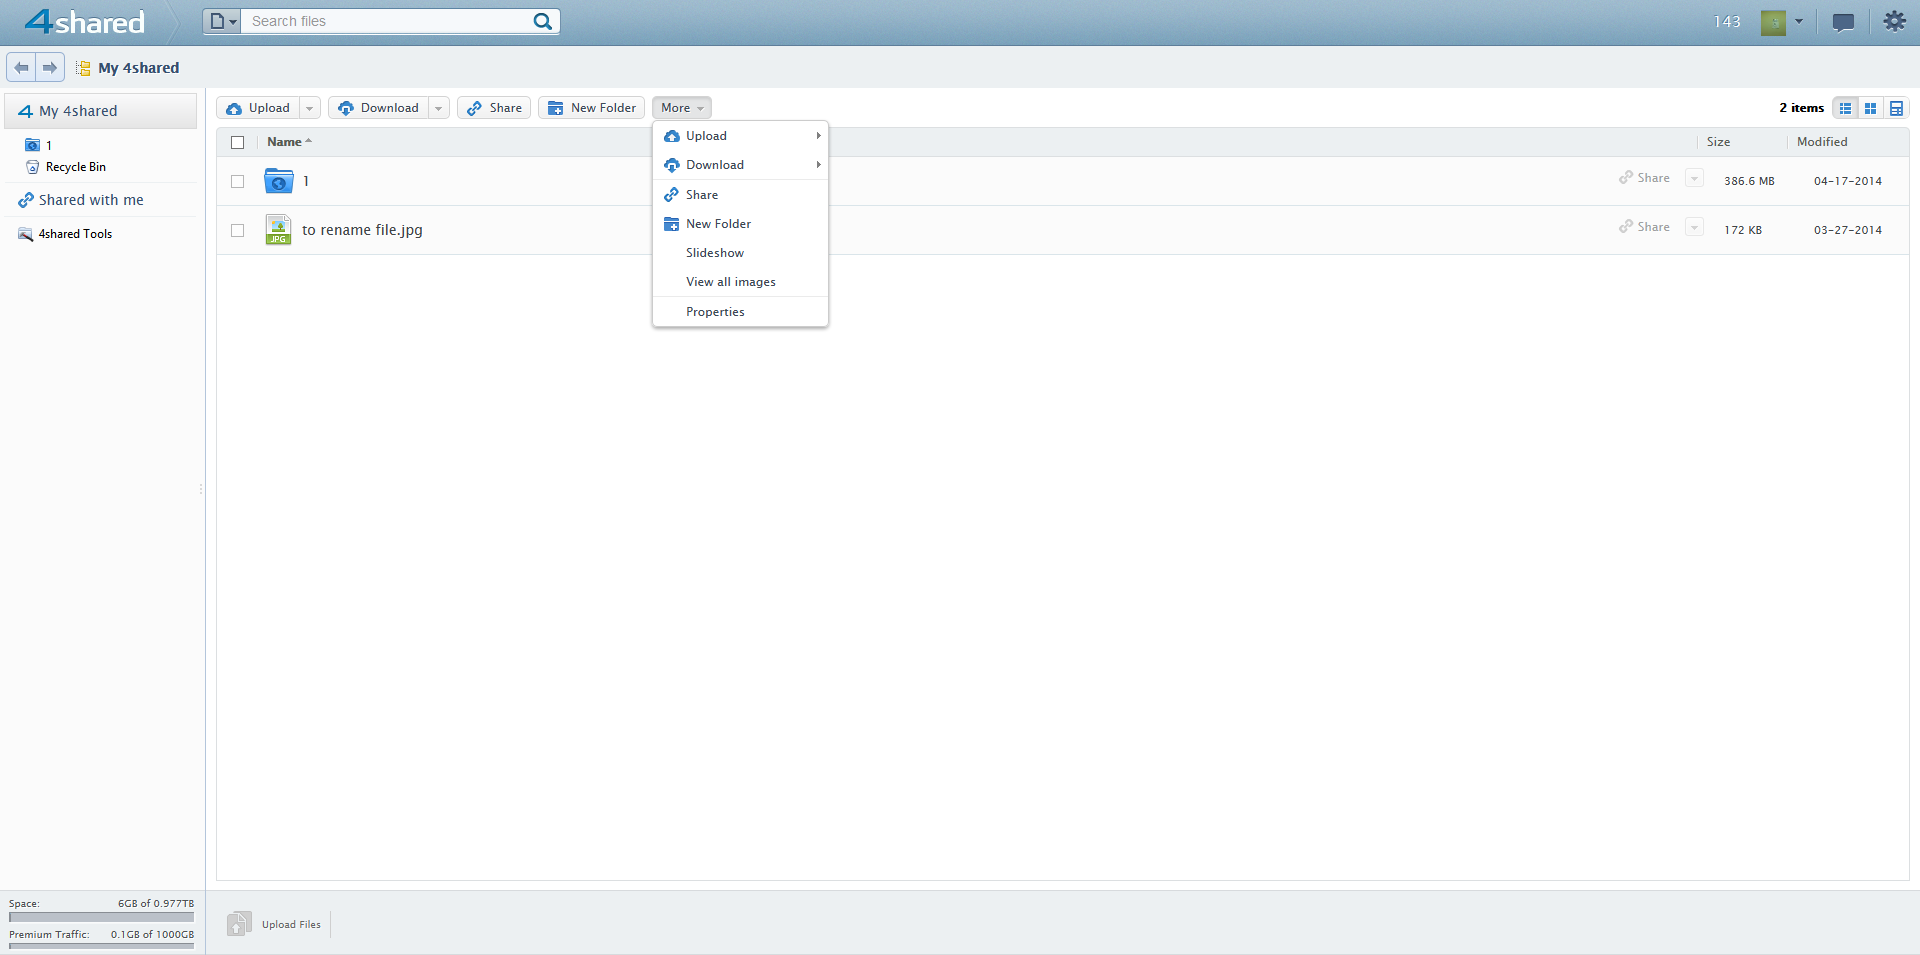 4shared
Search files
143
My 4shared
My 4shared
1
Recycle Bin
Shared with me
4shared Tools
Upload
Download
Share
New Folder
More
2 items
Name
Size
Modified
1
Share
386.6 MB
04-17-2014
JPG
to rename file.jpg
Share
172 KB
03-27-2014
Upload
Download
Share
New Folder
Slideshow
View all images
Properties
Space: 6GB of 0.977TB
Premium Traffic: 0.1GB of 1000GB
Upload Files